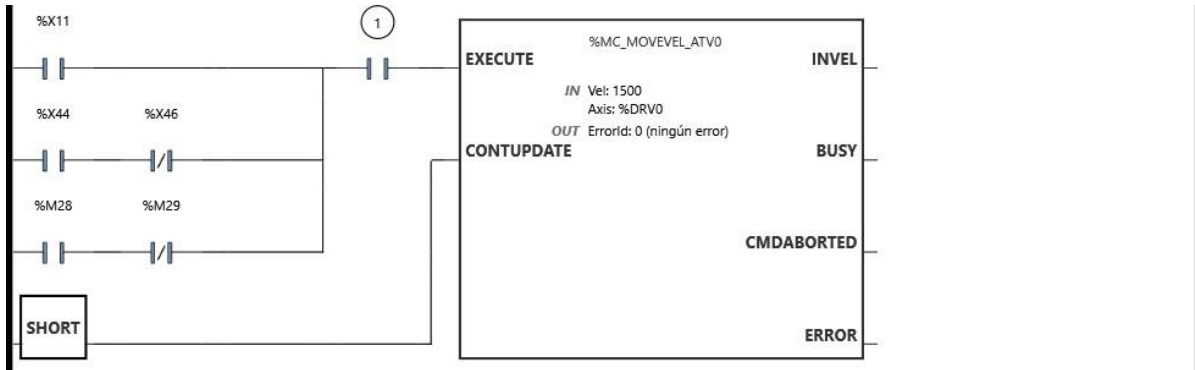 %X11
1
%MC_MOVEVEL_ATV0
EXECUTE
INVEL
IN Vel: 1500
Axis: %DRV0
OUT ErrorId: 0 (ningún error)
%X44 %X46
CONTUPDATE
BUSY
%M28 %M29
CMDABORTED
SHORT
ERROR